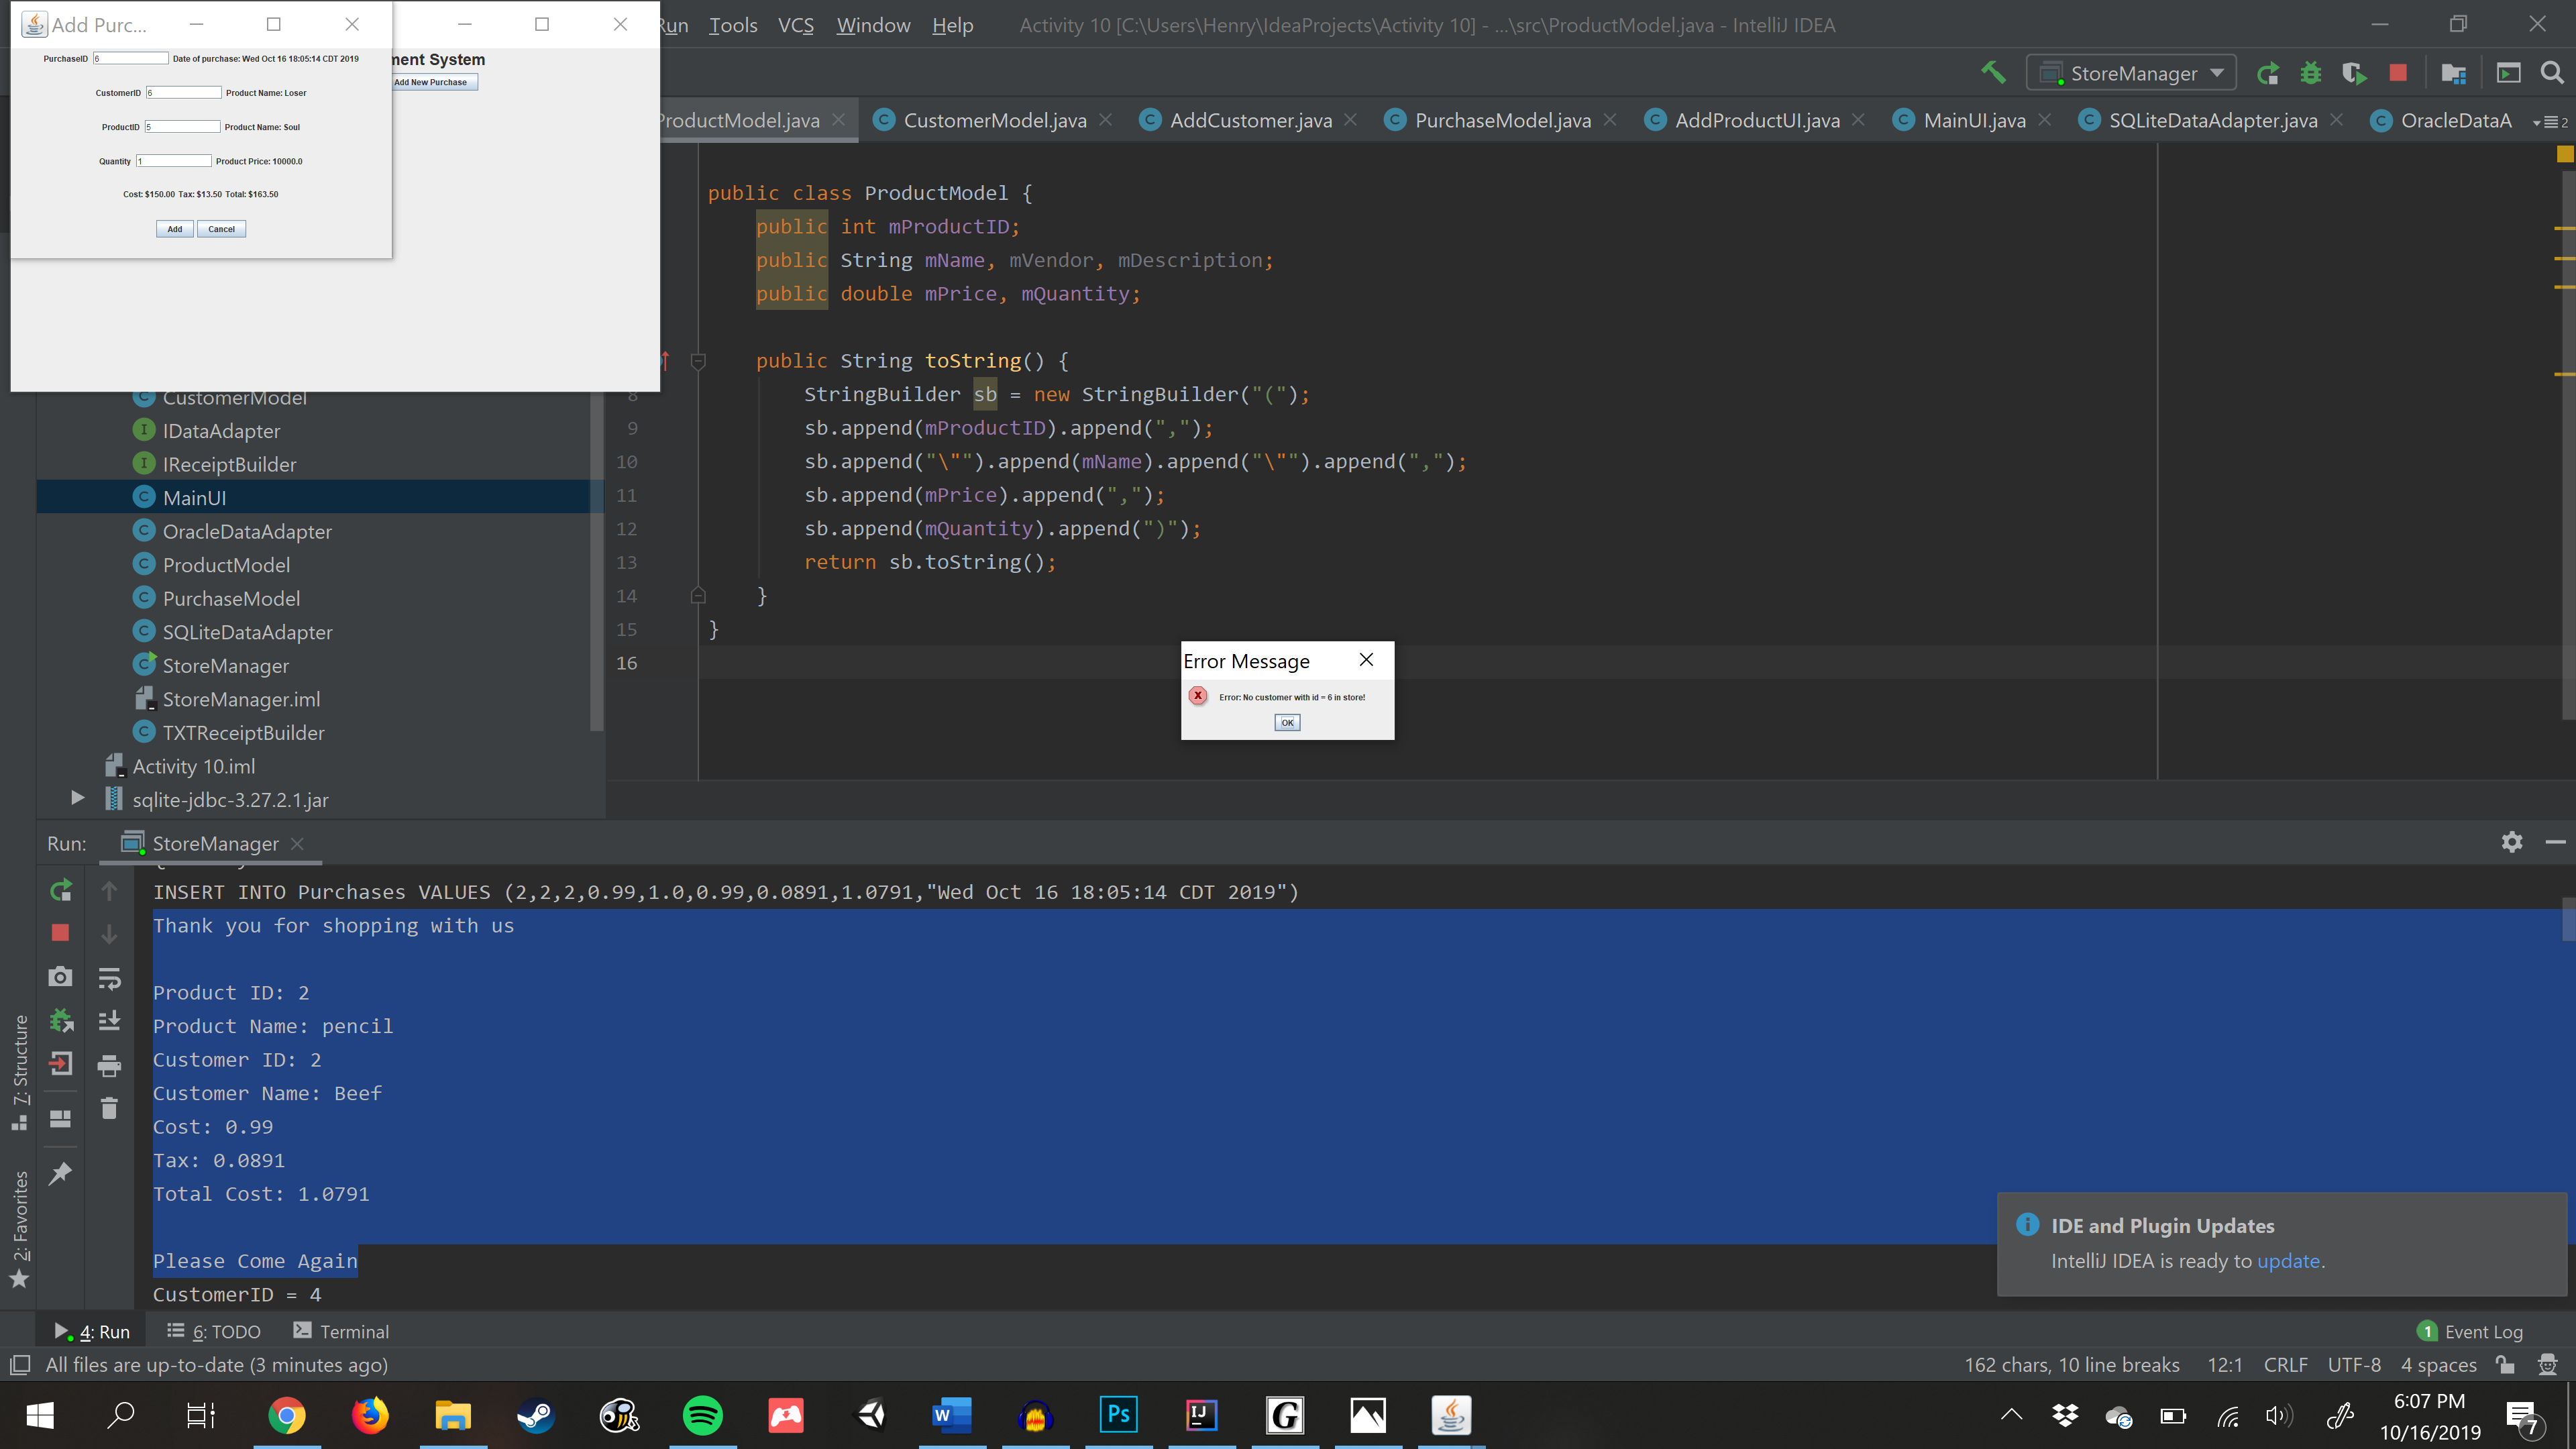 Add Purc...
Run Tools VCS Window Help Activity 10 [C:\Users\Henry\IdeaProjects\Activity 10] - ...\src\ProductModel.java - IntelliJ IDEA
PurchaseID 6 Date of purchase: Wed Oct 16 18:05:14 CDT 2019
CustomerID 6 Product Name: Loser
ProductID 5 Product Name: Soul
Quantity 1 Product Price: 10000.0
Cost: $150.00 Tax: $13.50 Total: $163.50
Add Cancel
ment System
Add New Purchase
StoreManager
ProductModel.java CustomerModel.java AddCustomer.java PurchaseModel.java AddProductUI.java MainUI.java SQLiteDataAdapter.java OracleDataA 2
public class ProductModel {
public int mProductID;
public String mName, mVendor, mDescription;
public double mPrice, mQuantity;
public String toString() {
8 StringBuilder sb = new StringBuilder("(");
9 sb.append(mProductID).append(",");
10 sb.append("\"").append(mName).append("\"").append(",");
11 sb.append(mPrice).append(",");
12 sb.append(mQuantity).append(")");
13 return sb.toString();
14 }
15 }
16
CustomerModel
IDataAdapter
IReceiptBuilder
MainUI
OracleDataAdapter
ProductModel
PurchaseModel
SQLiteDataAdapter
StoreManager
StoreManager.iml
TXTReceiptBuilder
Activity 10.iml
sqlite-jdbc-3.27.2.1.jar
Error Message
Error: No customer with id = 6 in store!
OK
Run: StoreManager
INSERT INTO Purchases VALUES (2,2,2,0.99,1.0,0.99,0.0891,1.0791,"Wed Oct 16 18:05:14 CDT 2019")
Thank you for shopping with us
Product ID: 2
Product Name: pencil
Customer ID: 2
Customer Name: Beef
Cost: 0.99
Tax: 0.0891
Total Cost: 1.0791
Please Come Again
CustomerID = 4
7: Structure
2: Favorites
IDE and Plugin Updates
IntelliJ IDEA is ready to update.
4: Run 6: TODO Terminal
1 Event Log
All files are up-to-date (3 minutes ago)
162 chars, 10 line breaks 12:1 CRLF UTF-8 4 spaces
W Ps IJ G
6:07 PM
10/16/2019
7